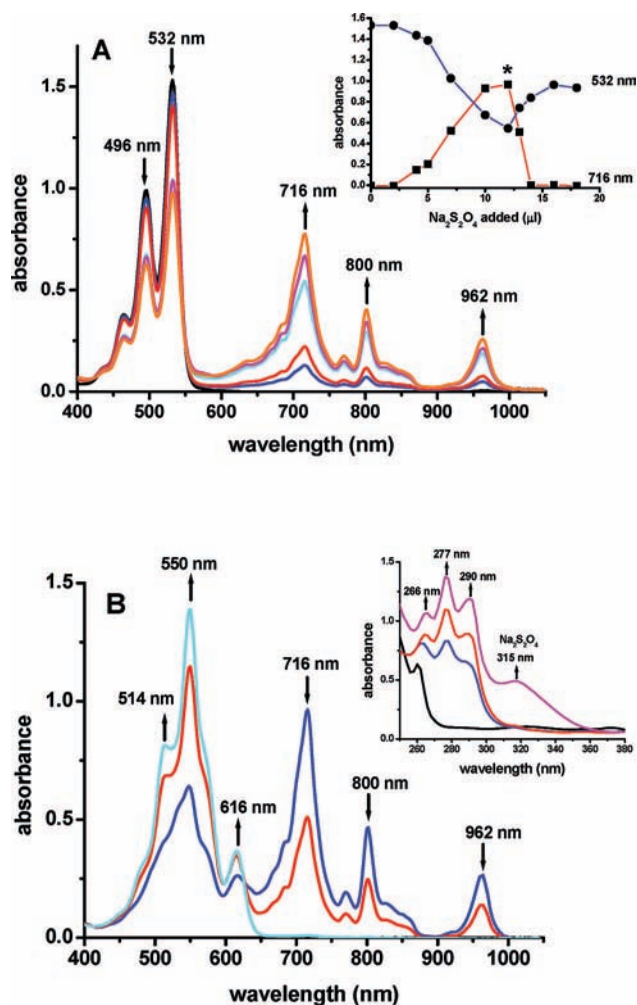 A
532 nm
496 nm
716 nm
800 nm
962 nm
absorbance
1.5
1.0
0.5
0.0
400 500 600 700 800 900 1000
wavelength (nm)
*
532 nm
716 nm
absorbance
1.6
1.4
1.2
1.0
0.8
0.6
0.4
0.2
0.0
0 5 10 15 20
Na₂S₂O₄ added (µl)
B
550 nm
514 nm
616 nm
716 nm
800 nm
962 nm
absorbance
1.5
1.0
0.5
0.0
400 500 600 700 800 900 1000
wavelength (nm)
277 nm
266 nm
290 nm
Na₂S₂O₄
315 nm
absorbance
1.5
1.0
0.5
0.0
260 280 300 320 340 360 380
wavelength (nm)